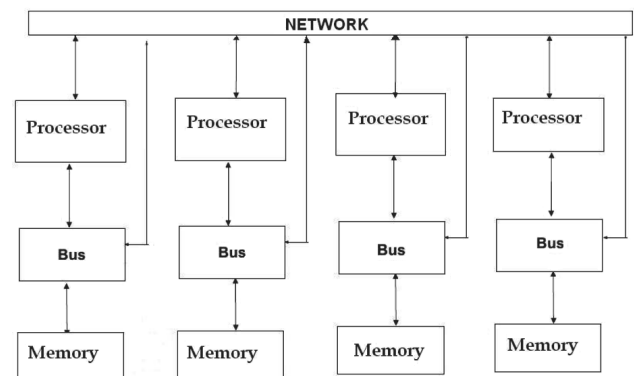 NETWORK
Processor
Processor
Processor
Processor
Bus
Bus
Bus
Bus
Memory
Memory
Memory
Memory